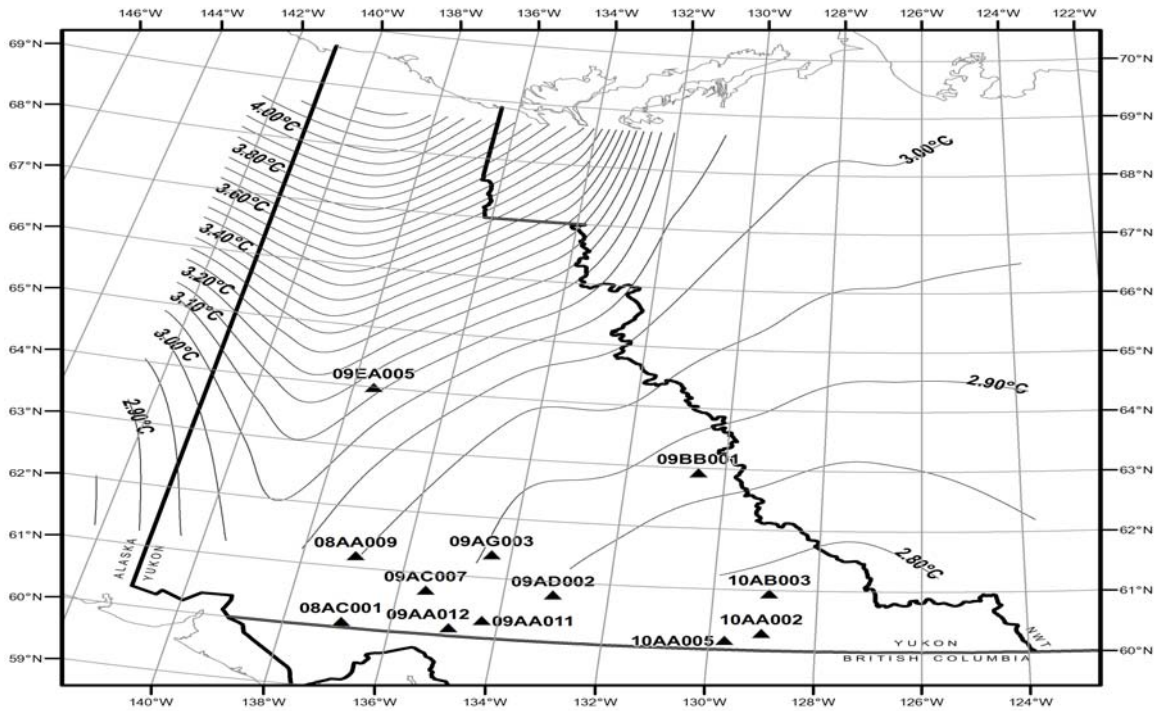 146°W 140°W 138°W 136°W 134°W 132°W 130°W 128°W 126°W 124°W 122°W
69°N
70°N
68°N
4.00°C
69°N
3.80°C
3.00°C
67°N
68°N
3.60°C
66°N
67°N
3.40°C
3.20°C
65°N
66°N
3.10°C
3.00°C
64°N
65°N
09EA005
2.90°C
63°N
2.90°C
64°N
09BB001
62°N
63°N
61°N
62°N
08AA009
09AG003
ALASKA
YUKON
2.80°C
09AC007
09AD002
10AB003
60°N
61°N
08AC001
09AA012
09AA011
10AA002
10AA005
YUKON
NWT
BRITISH COLUMBIA
59°N
60°N
140°W 138°W 136°W 134°W 132°W 130°W 128°W 126°W 124°W